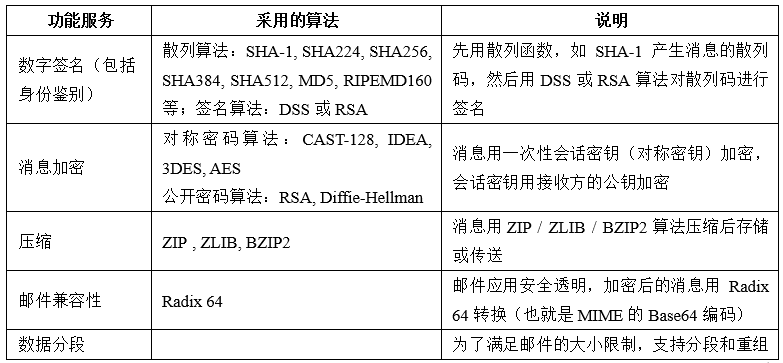 功能服务 采用的算法 说明
数字签名（包括
身份鉴别）
散列算法：SHA-1, SHA224, SHA256,
SHA384, SHA512, MD5, RIPEMD160
等；签名算法：DSS 或 RSA
先用散列函数，如 SHA-1 产生消息的散列
码，然后用 DSS 或 RSA 算法对散列码进行
签名
消息加密
对称密码算法：CAST-128, IDEA,
3DES, AES
公开密码算法：RSA, Diffie-Hellman
消息用一次性会话密钥（对称密钥）加密，
会话密钥用接收方的公钥加密
压缩
ZIP , ZLIB, BZIP2
消息用 ZIP / ZLIB / BZIP2 算法压缩后存储
或传送
邮件兼容性
Radix 64
邮件应用安全透明，加密后的消息用 Radix
64 转换（也就是 MIME 的 Base64 编码）
数据分段
为了满足邮件的大小限制，支持分段和重组